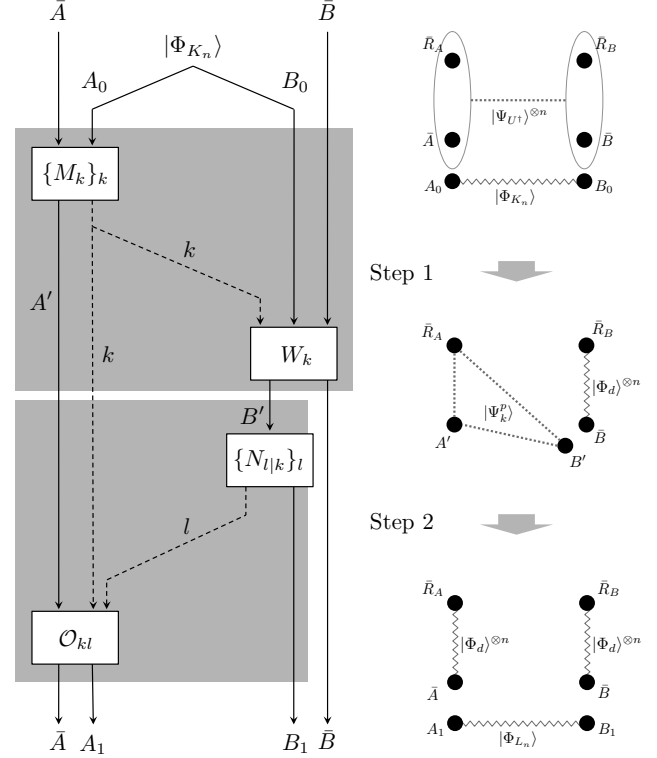 Ā
B̄
|Φ_{K_n}⟩
A_0
B_0
{M_k}_k
k
A′
k
W_k
B′
{N_{l|k}}_l
l
𝒪_{kl}
Ā
A_1
B_1
B̄
R̄_A
R̄_B
|Ψ_{U†}⟩^{⊗n}
Ā
B̄
A_0
B_0
|Φ_{K_n}⟩
Step 1
R̄_A
R̄_B
|Φ_d⟩^{⊗n}
|Ψ_k^p⟩
A′
B̄
B′
Step 2
R̄_A
R̄_B
|Φ_d⟩^{⊗n}
|Φ_d⟩^{⊗n}
Ā
B̄
A_1
B_1
|Φ_{L_n}⟩